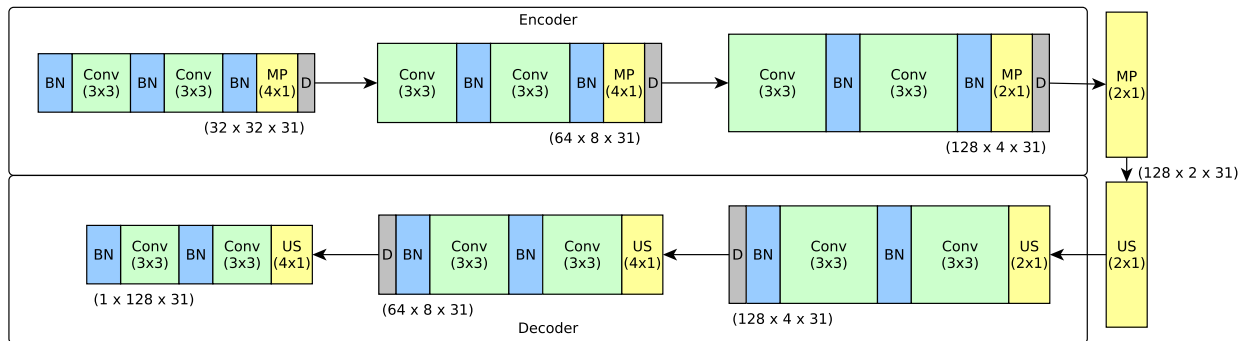 Encoder
BN Conv (3x3) BN Conv (3x3) BN MP (4x1) D
(32 x 32 x 31)
Conv (3x3) BN Conv (3x3) BN MP (4x1) D
(64 x 8 x 31)
Conv (3x3) BN Conv (3x3) BN MP (2x1) D
(128 x 4 x 31)
MP (2x1)
(128 x 2 x 31)
US (2x1)
D BN Conv (3x3) BN Conv (3x3) US (2x1)
(128 x 4 x 31)
D BN Conv (3x3) BN Conv (3x3) US (4x1)
(64 x 8 x 31)
BN Conv (3x3) BN Conv (3x3) US (4x1)
(1 x 128 x 31)
Decoder